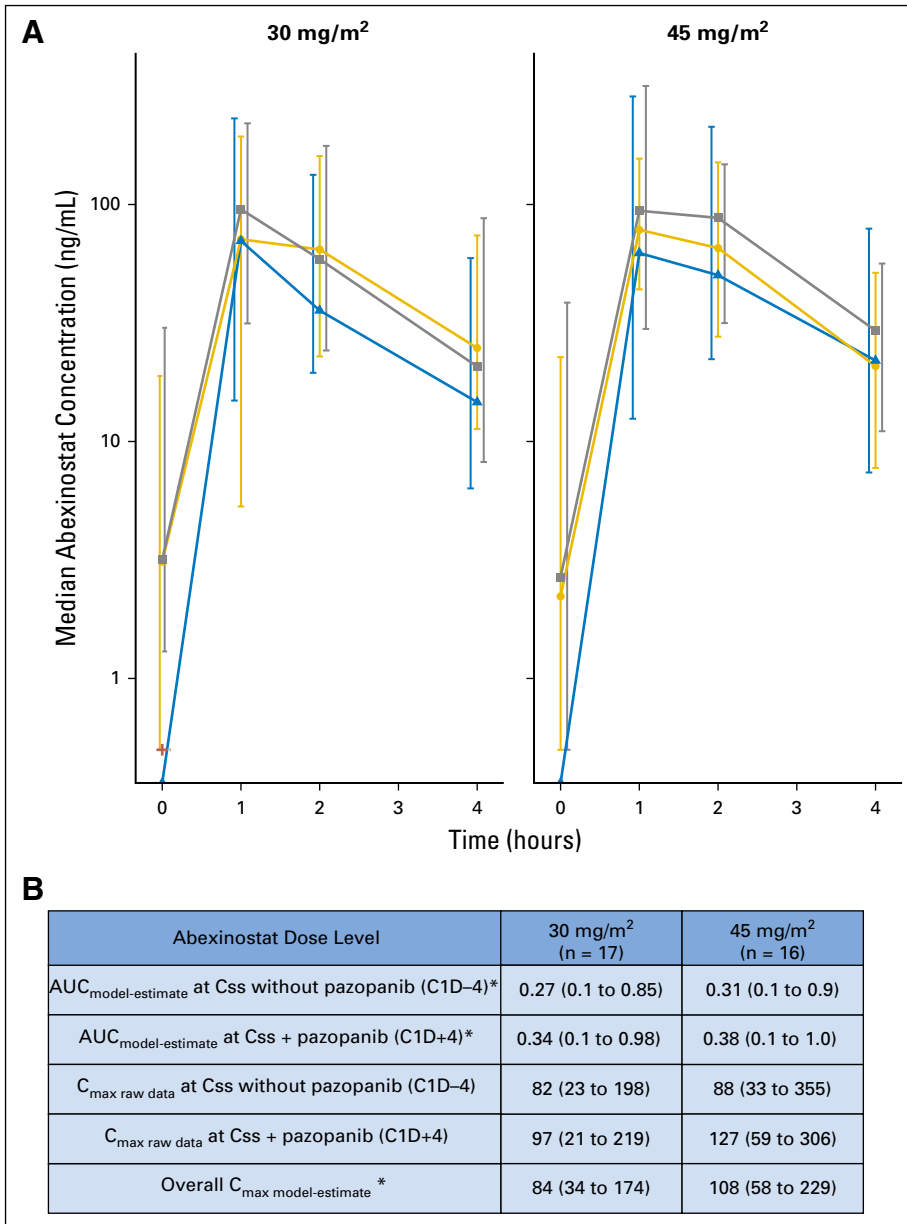 A
30 mg/m²
45 mg/m²
Median Abexinostat Concentration (ng/mL)
100
10
1
0 1 2 3 4
0 1 2 3 4
Time (hours)
B
Abexinostat Dose Level
30 mg/m²
(n = 17)
45 mg/m²
(n = 16)
AUCmodel-estimate at Css without pazopanib (C1D–4)*
0.27 (0.1 to 0.85)
0.31 (0.1 to 0.9)
AUCmodel-estimate at Css + pazopanib (C1D+4)*
0.34 (0.1 to 0.98)
0.38 (0.1 to 1.0)
Cmax raw data at Css without pazopanib (C1D–4)
82 (23 to 198)
88 (33 to 355)
Cmax raw data at Css + pazopanib (C1D+4)
97 (21 to 219)
127 (59 to 306)
Overall Cmax model-estimate *
84 (34 to 174)
108 (58 to 229)